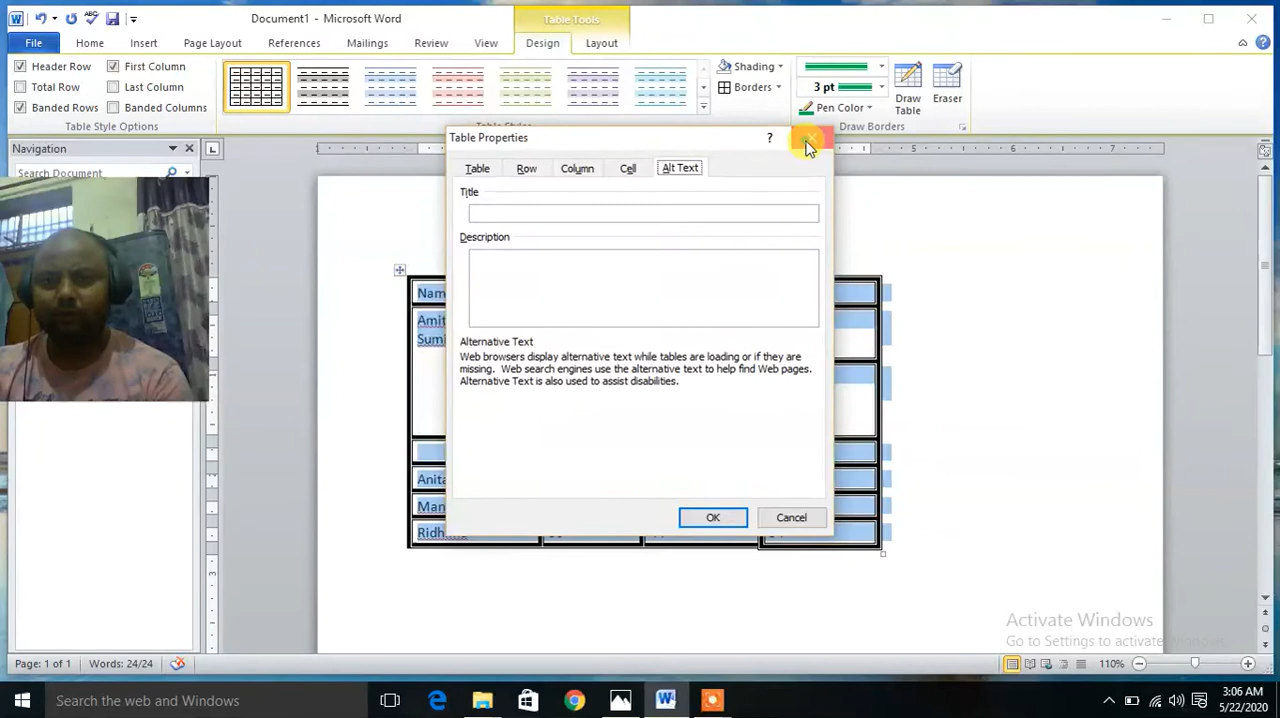 Document1 - Microsoft Word
Table Tools
File Home Insert Page Layout References Mailings Review View Design Layout
Header Row First Column
Total Row Last Column
Banded Rows Banded Columns
Table Style Options
Shading
Borders
3 pt
Pen Color
Draw Table
Eraser
Draw Borders
Navigation
Search Document
1 6 7
Table Properties ?
Table Row Column Cell Alt Text
Title
Description
Alternative Text
Web browsers display alternative text while tables are loading or if they are
missing. Web search engines use the alternative text to help find Web pages.
Alternative Text is also used to assist disabilities.
OK Cancel
Activate Windows
Go to Settings to activate Windows.
Page: 1 of 1 Words: 24/24 110%
Search the web and Windows
3:06 AM
5/22/2020